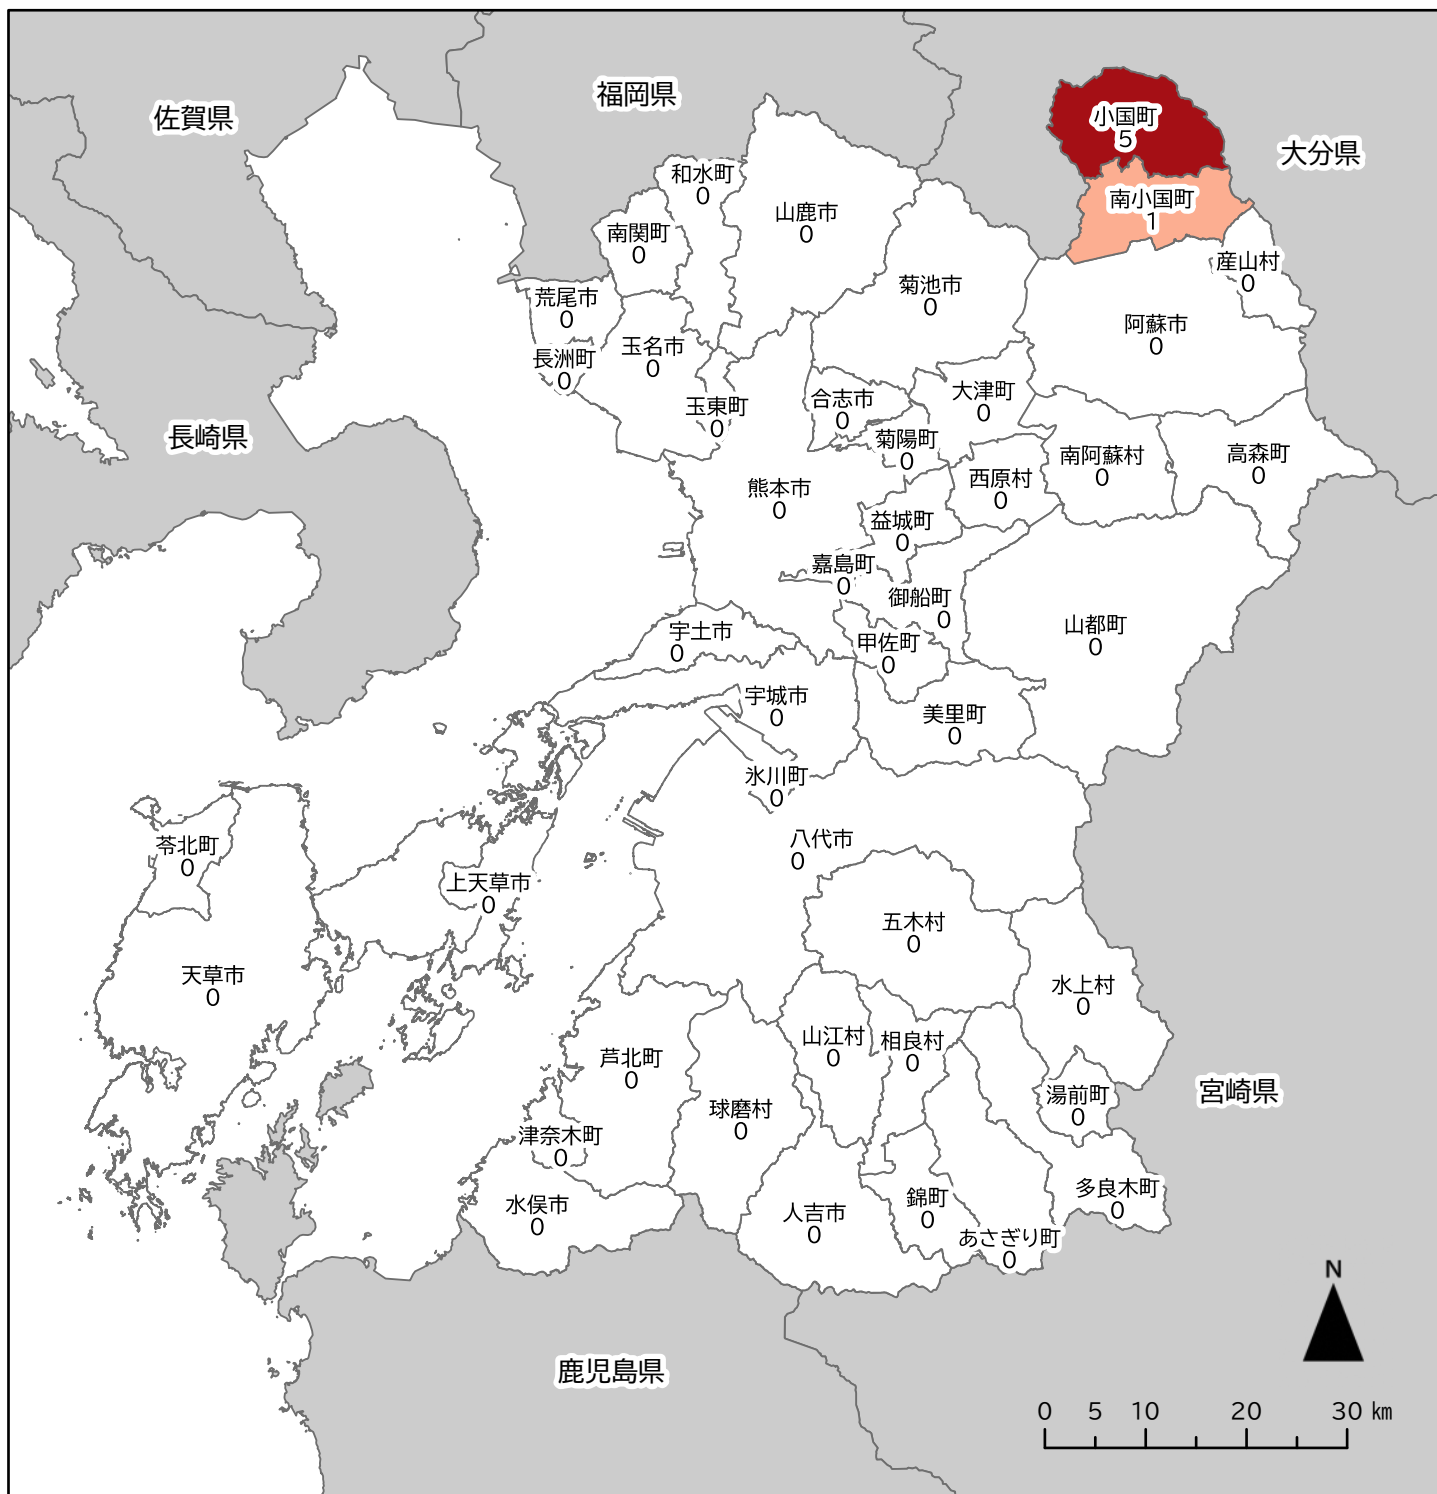 福岡県
佐賀県
小国町
5
大分県
和水町
0
南小国町
1
山鹿市
0
南関町
0
産山村
0
菊池市
0
荒尾市
0
阿蘇市
0
玉名市
0
長洲町
0
大津町
0
合志市
0
玉東町
0
長崎県
菊陽町
0
南阿蘇村
0
高森町
0
西原村
0
熊本市
0
益城町
0
嘉島町
0
御船町
0
山都町
0
宇土市
0
甲佐町
0
宇城市
0
美里町
0
氷川町
0
八代市
0
苓北町
0
上天草市
0
五木村
0
天草市
0
水上村
0
山江村
0
相良村
0
芦北町
0
宮崎県
湯前町
0
球磨村
0
津奈木町
0
多良木町
0
水俣市
0
錦町
0
人吉市
0
あさぎり町
0
N
鹿児島県
0 5 10 20 30 ㎞